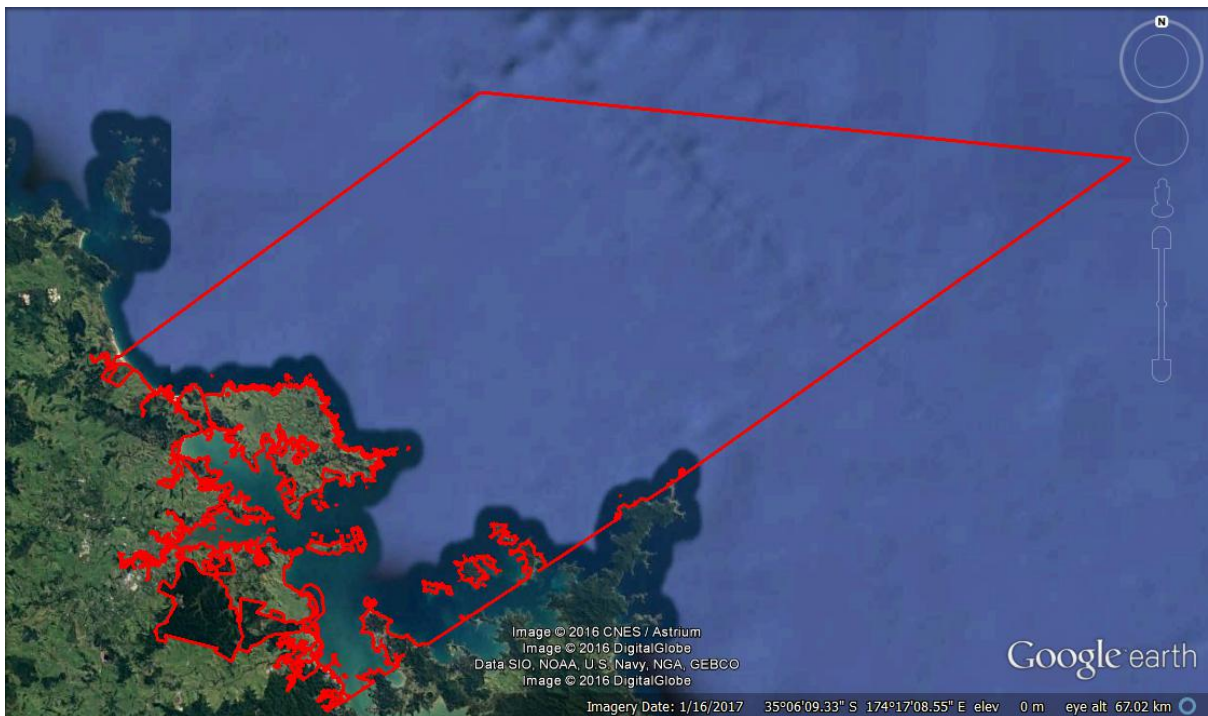 N
Image © 2016 CNES / Astrium
Image © 2016 DigitalGlobe
Data SIO, NOAA, U.S. Navy, NGA, GEBCO
Image © 2016 DigitalGlobe
Google earth
Imagery Date: 1/16/2017 35°06'09.33" S 174°17'08.55" E elev 0 m eye alt 67.02 km